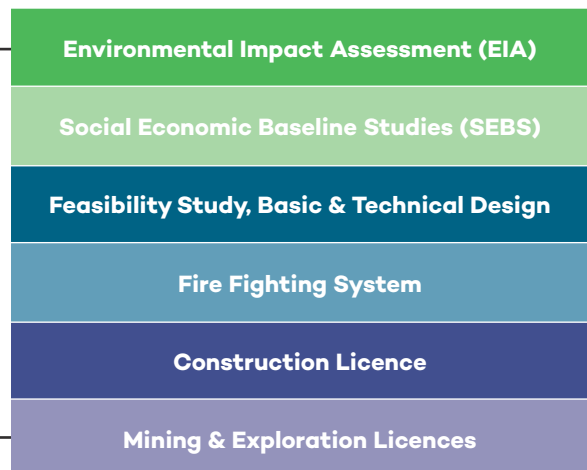 Environmental Impact Assessment (EIA)
Social Economic Baseline Studies (SEBS)
Feasibility Study, Basic & Technical Design
Fire Fighting System
Construction Licence
Mining & Exploration Licences